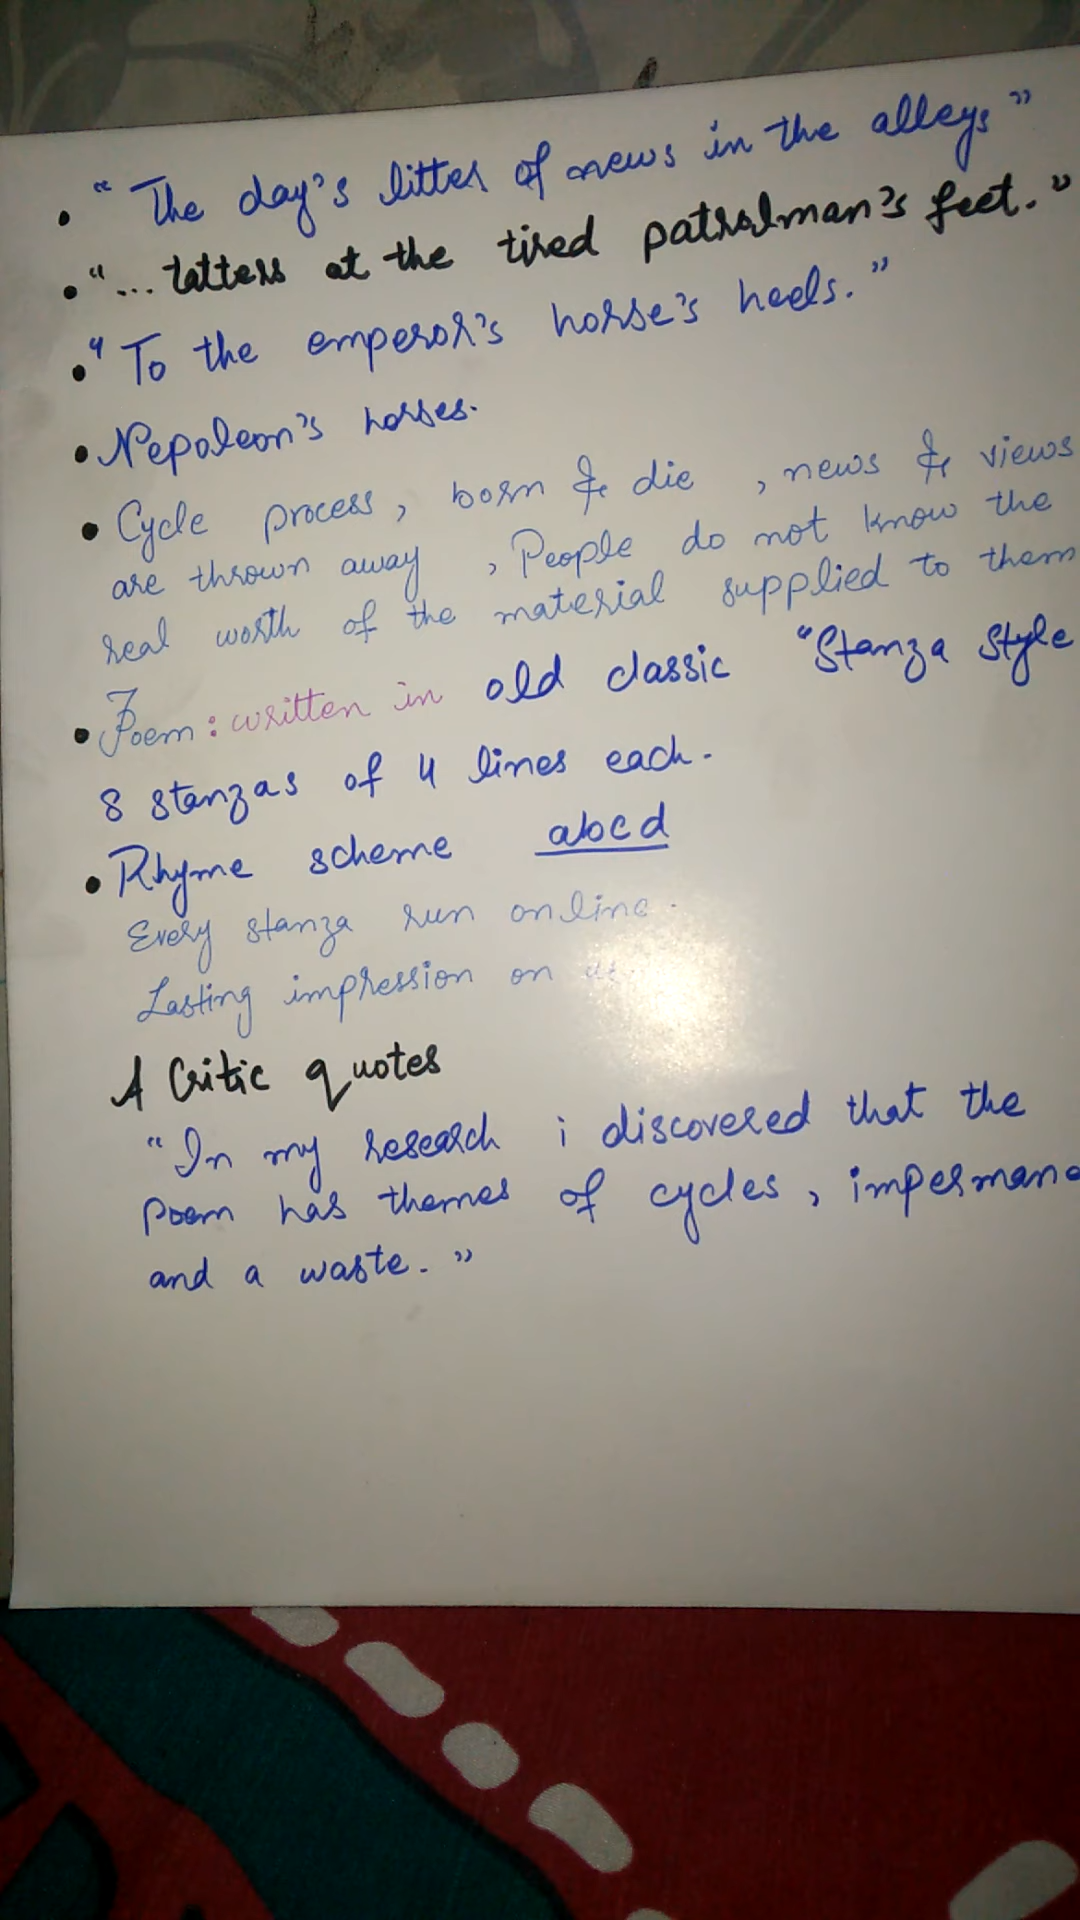 • "The day's litter of news in the alleys"
• "... tatters at the tired patrolman's feet."
• "To the emperor's horse's heels."
• Nepoleon's horses.
• Cycle process, born & die , news & views
are thrown away , People do not know the
real worth of the material supplied to them
• Poem : written in old classic "Stanza Style
8 stanzas of 4 lines each.
• Rhyme scheme abcd
Every stanza run on line.
Lasting impression on
A Critic quotes
"In my research i discovered that the
Poem has themes of cycles, impermanc
and a waste."